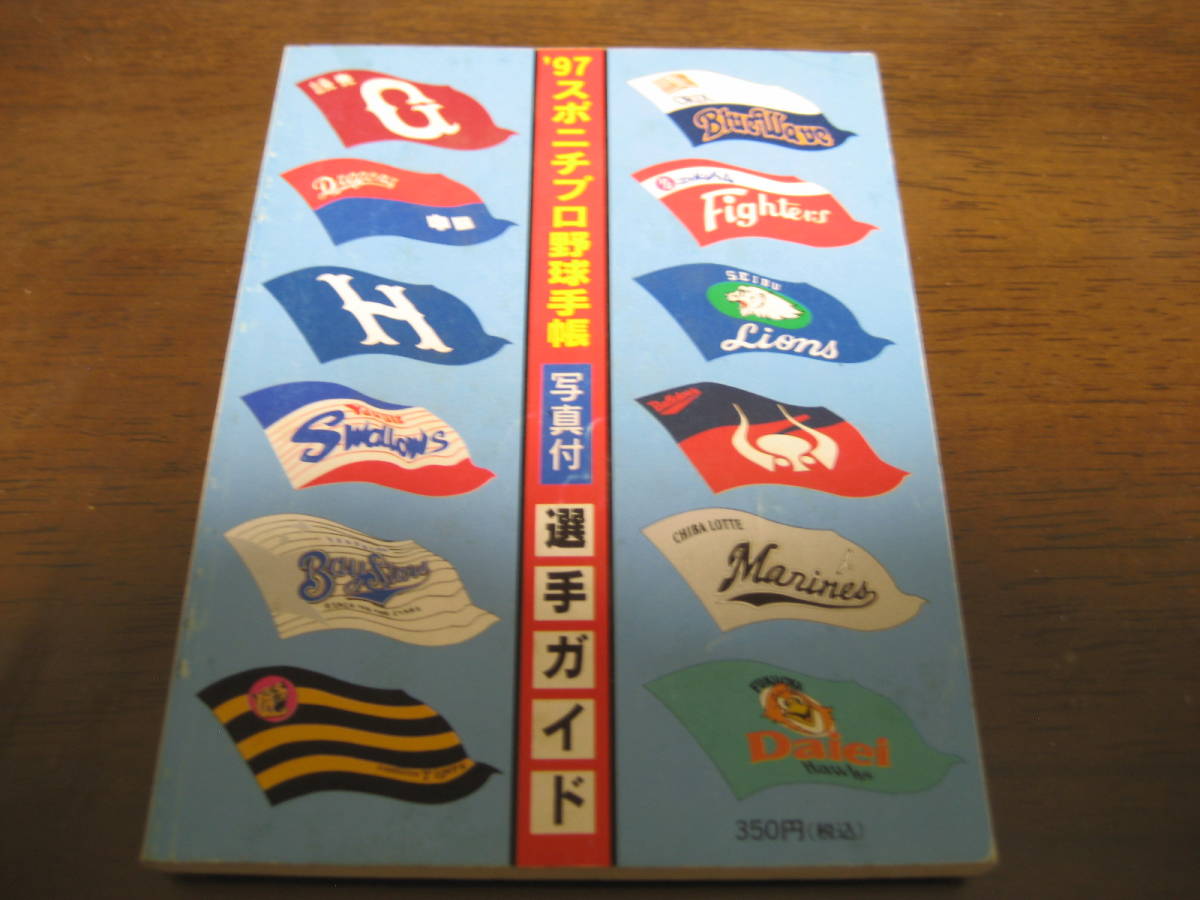 '97スポニチプロ野球手帳
写真付
選手ガイド
G
Dragons
中日
H
Yakult
Swallows
BayStars
Tigers
BlueWave
Fighters
SEIBU
Lions
Buffaloes
CHIBA LOTTE
Marines
FUKUOKA
Daiei
Hawks
350円(税込)